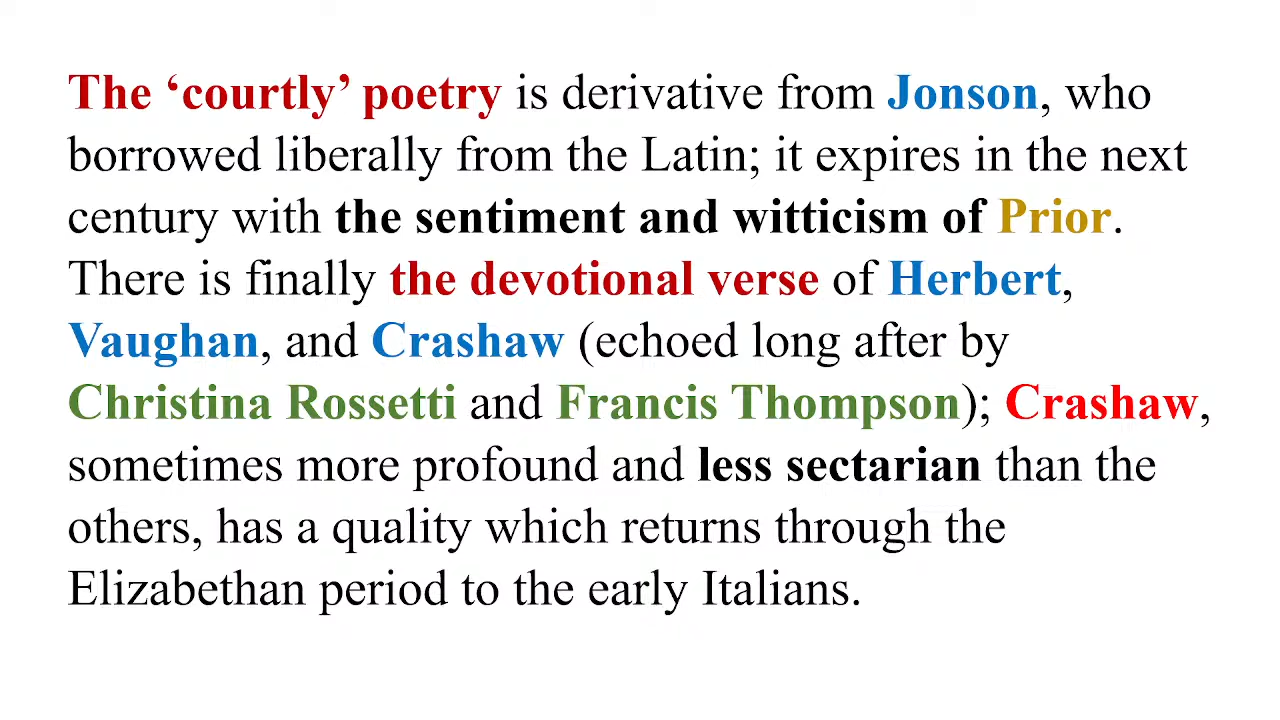 The ‘courtly’ poetry is derivative from Jonson, who
borrowed liberally from the Latin; it expires in the next
century with the sentiment and witticism of Prior.
There is finally the devotional verse of Herbert,
Vaughan, and Crashaw (echoed long after by
Christina Rossetti and Francis Thompson); Crashaw,
sometimes more profound and less sectarian than the
others, has a quality which returns through the
Elizabethan period to the early Italians.